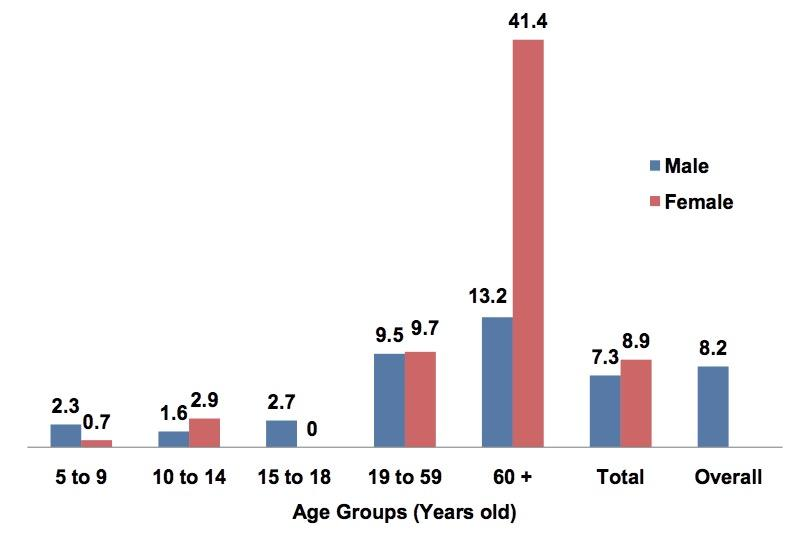 41.4
Male
Female
13.2
9.5 9.7
7.3 8.9
8.2
2.3 0.7
1.6 2.9
2.7 0
5 to 9 10 to 14 15 to 18 19 to 59 60 + Total Overall
Age Groups (Years old)